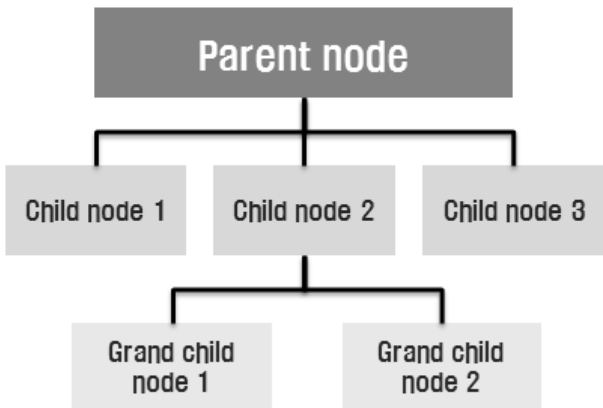 Parent node
Child node 1
Child node 2
Child node 3
Grand child
node 1
Grand child
node 2